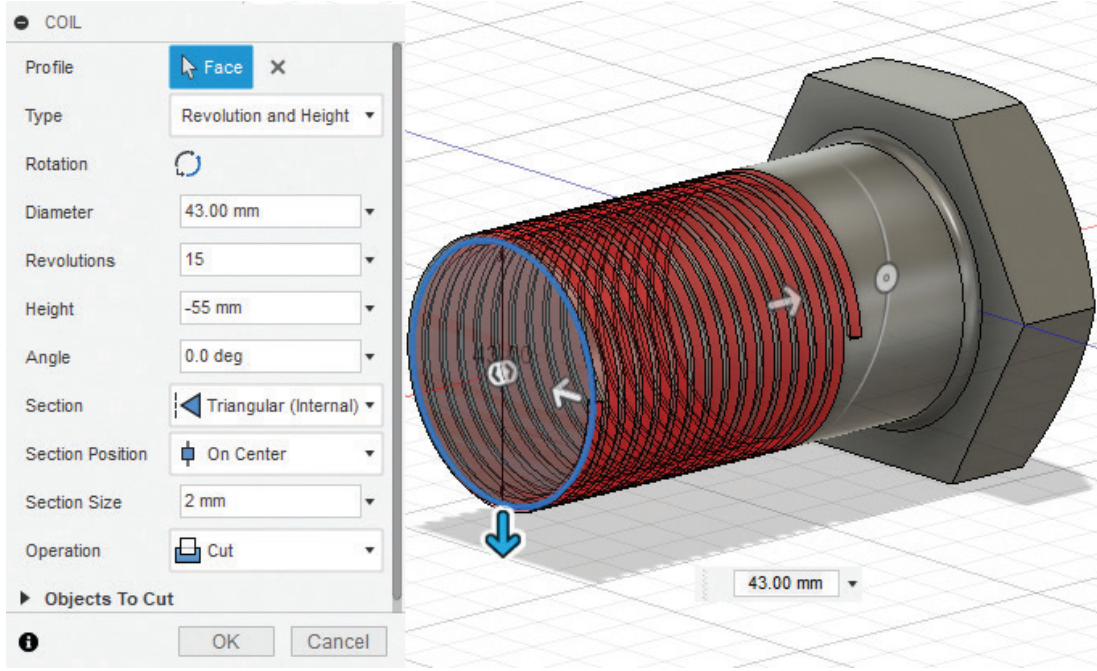 COIL
Profile Face
Type Revolution and Height
Rotation
Diameter 43.00 mm
Revolutions 15
Height -55 mm
Angle 0.0 deg
Section Triangular (Internal)
Section Position On Center
Section Size 2 mm
Operation Cut
Objects To Cut
OK Cancel
43.00
43.00 mm